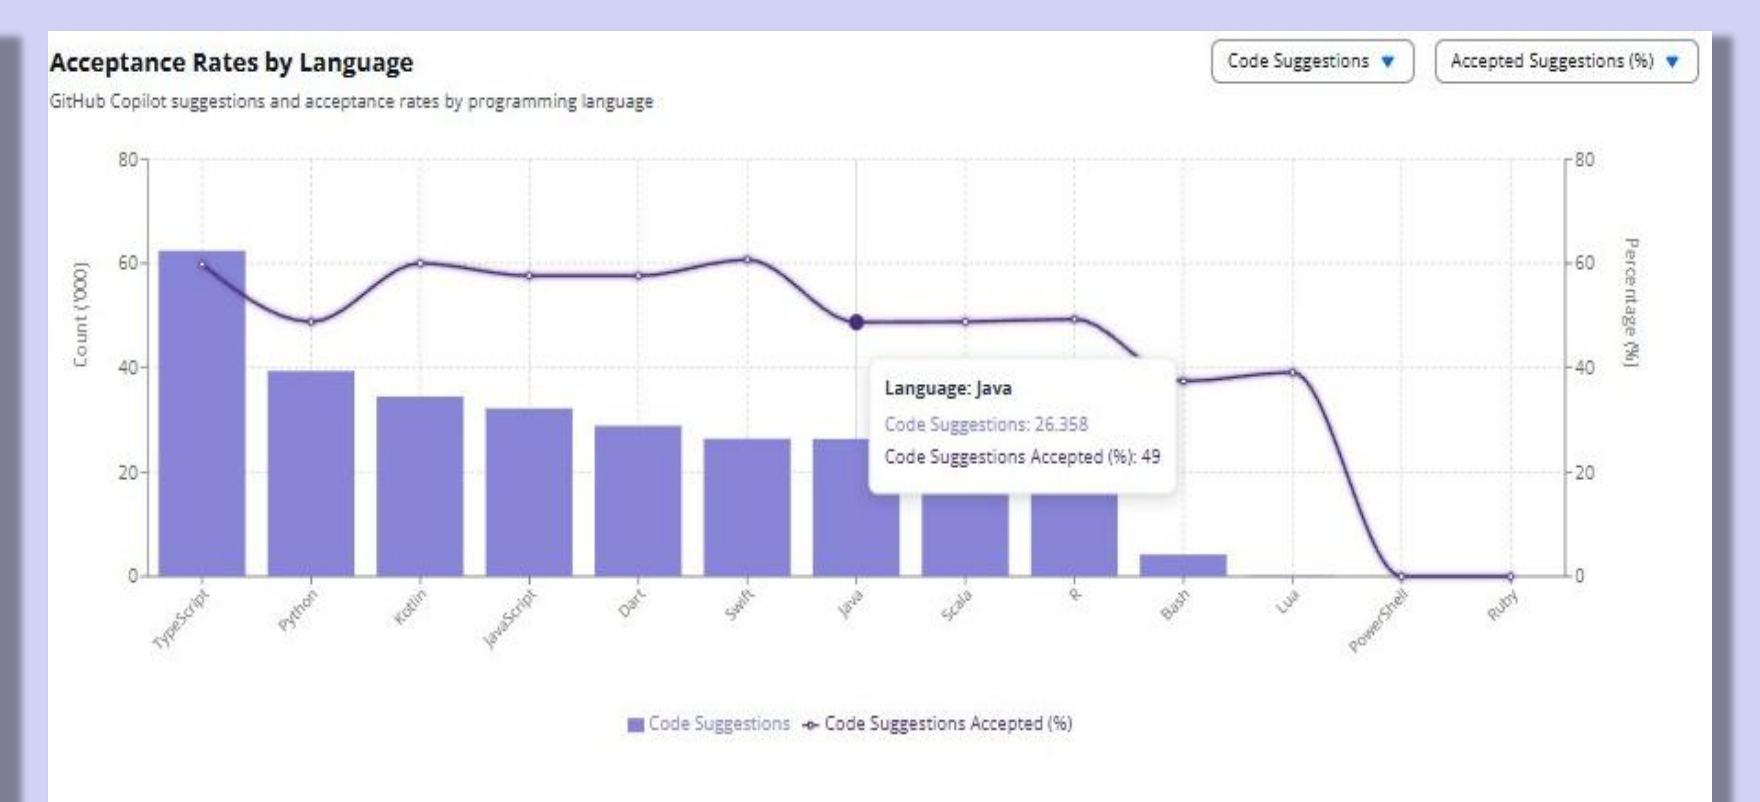 Acceptance Rates by Language
Code Suggestions
Accepted Suggestions (%)
GitHub Copilot suggestions and acceptance rates by programming language
80
60
40
20
0
Count ('000)
80
60
40
20
0
Percentage (%)
Language: Java
Code Suggestions: 26.358
Code Suggestions Accepted (%): 49
TypeScript
Python
Kotlin
JavaScript
Dart
Swift
Java
Scala
R
Bash
Lua
PowerShell
Ruby
Code Suggestions
Code Suggestions Accepted (%)